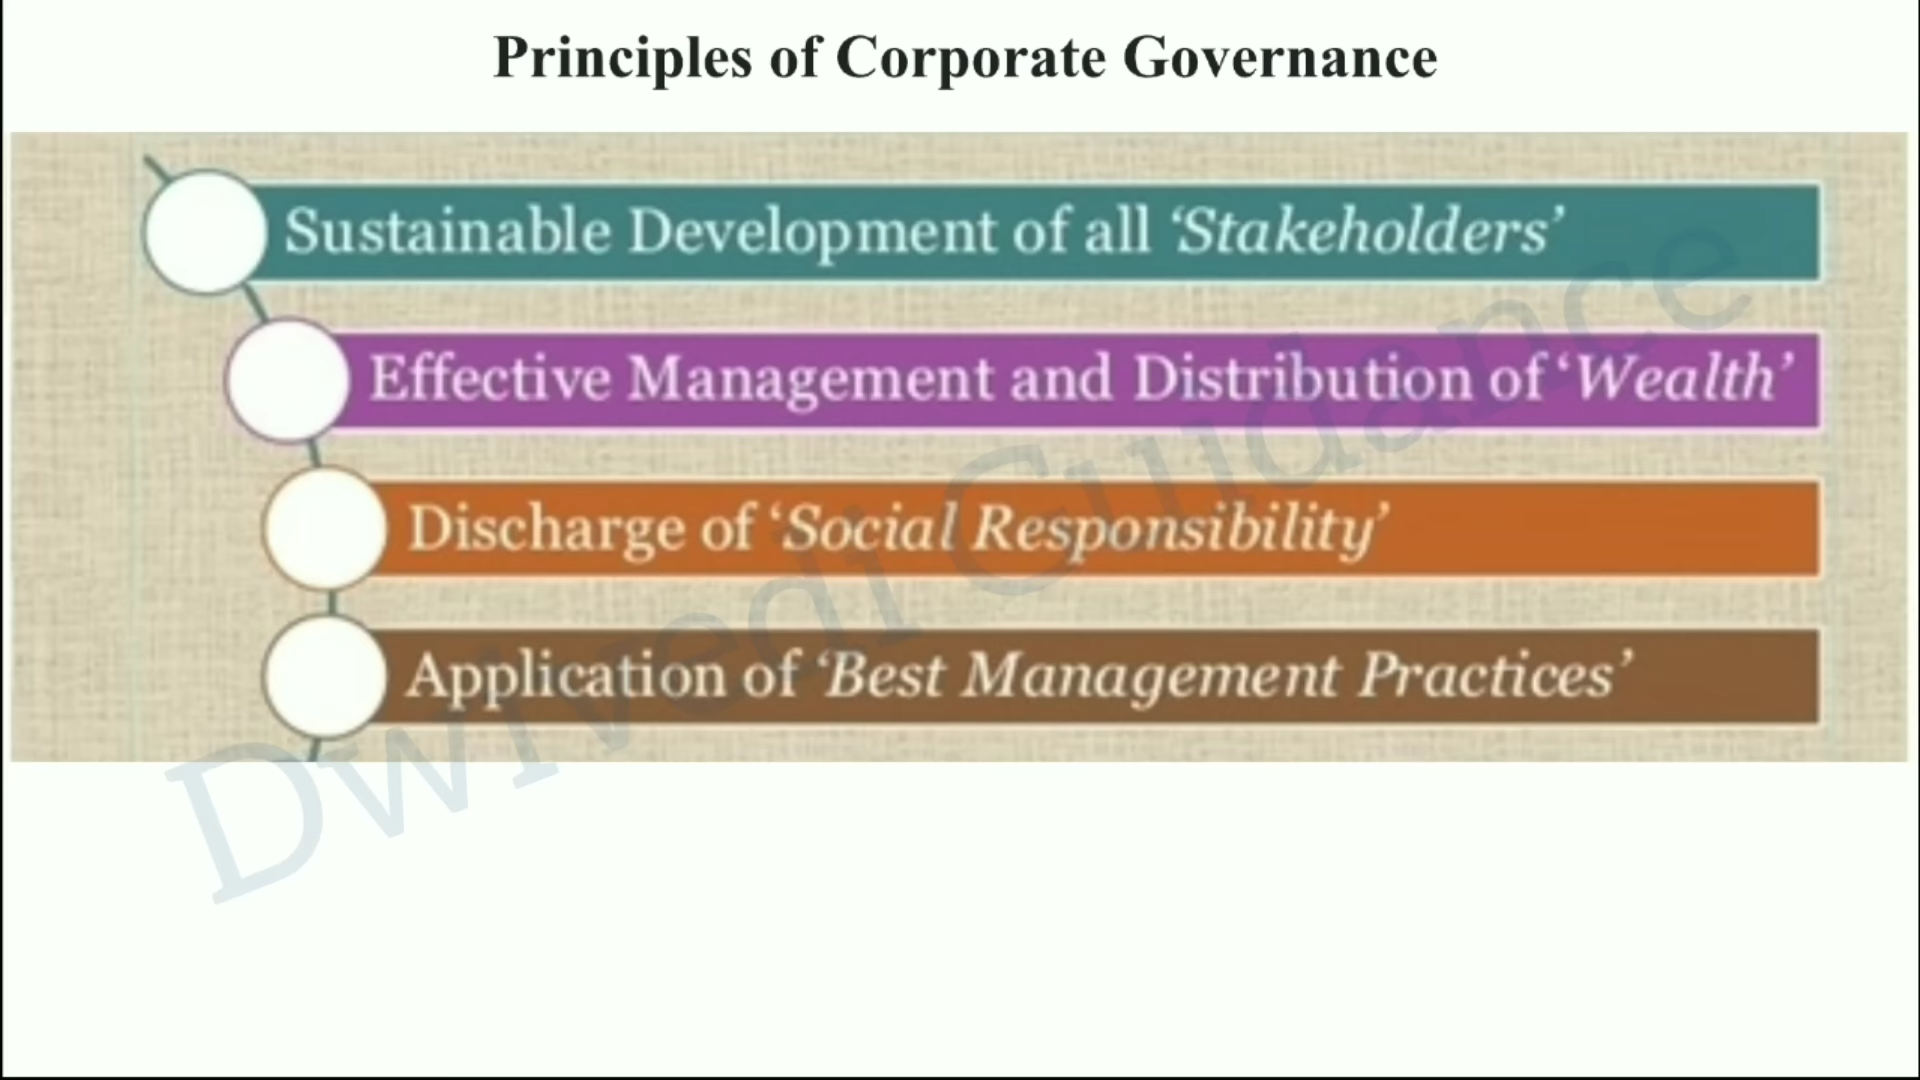 Principles of Corporate Governance
Sustainable Development of all ‘Stakeholders’
Effective Management and Distribution of ‘Wealth’
Discharge of ‘Social Responsibility’
Application of ‘Best Management Practices’
Dwivedi Guidance